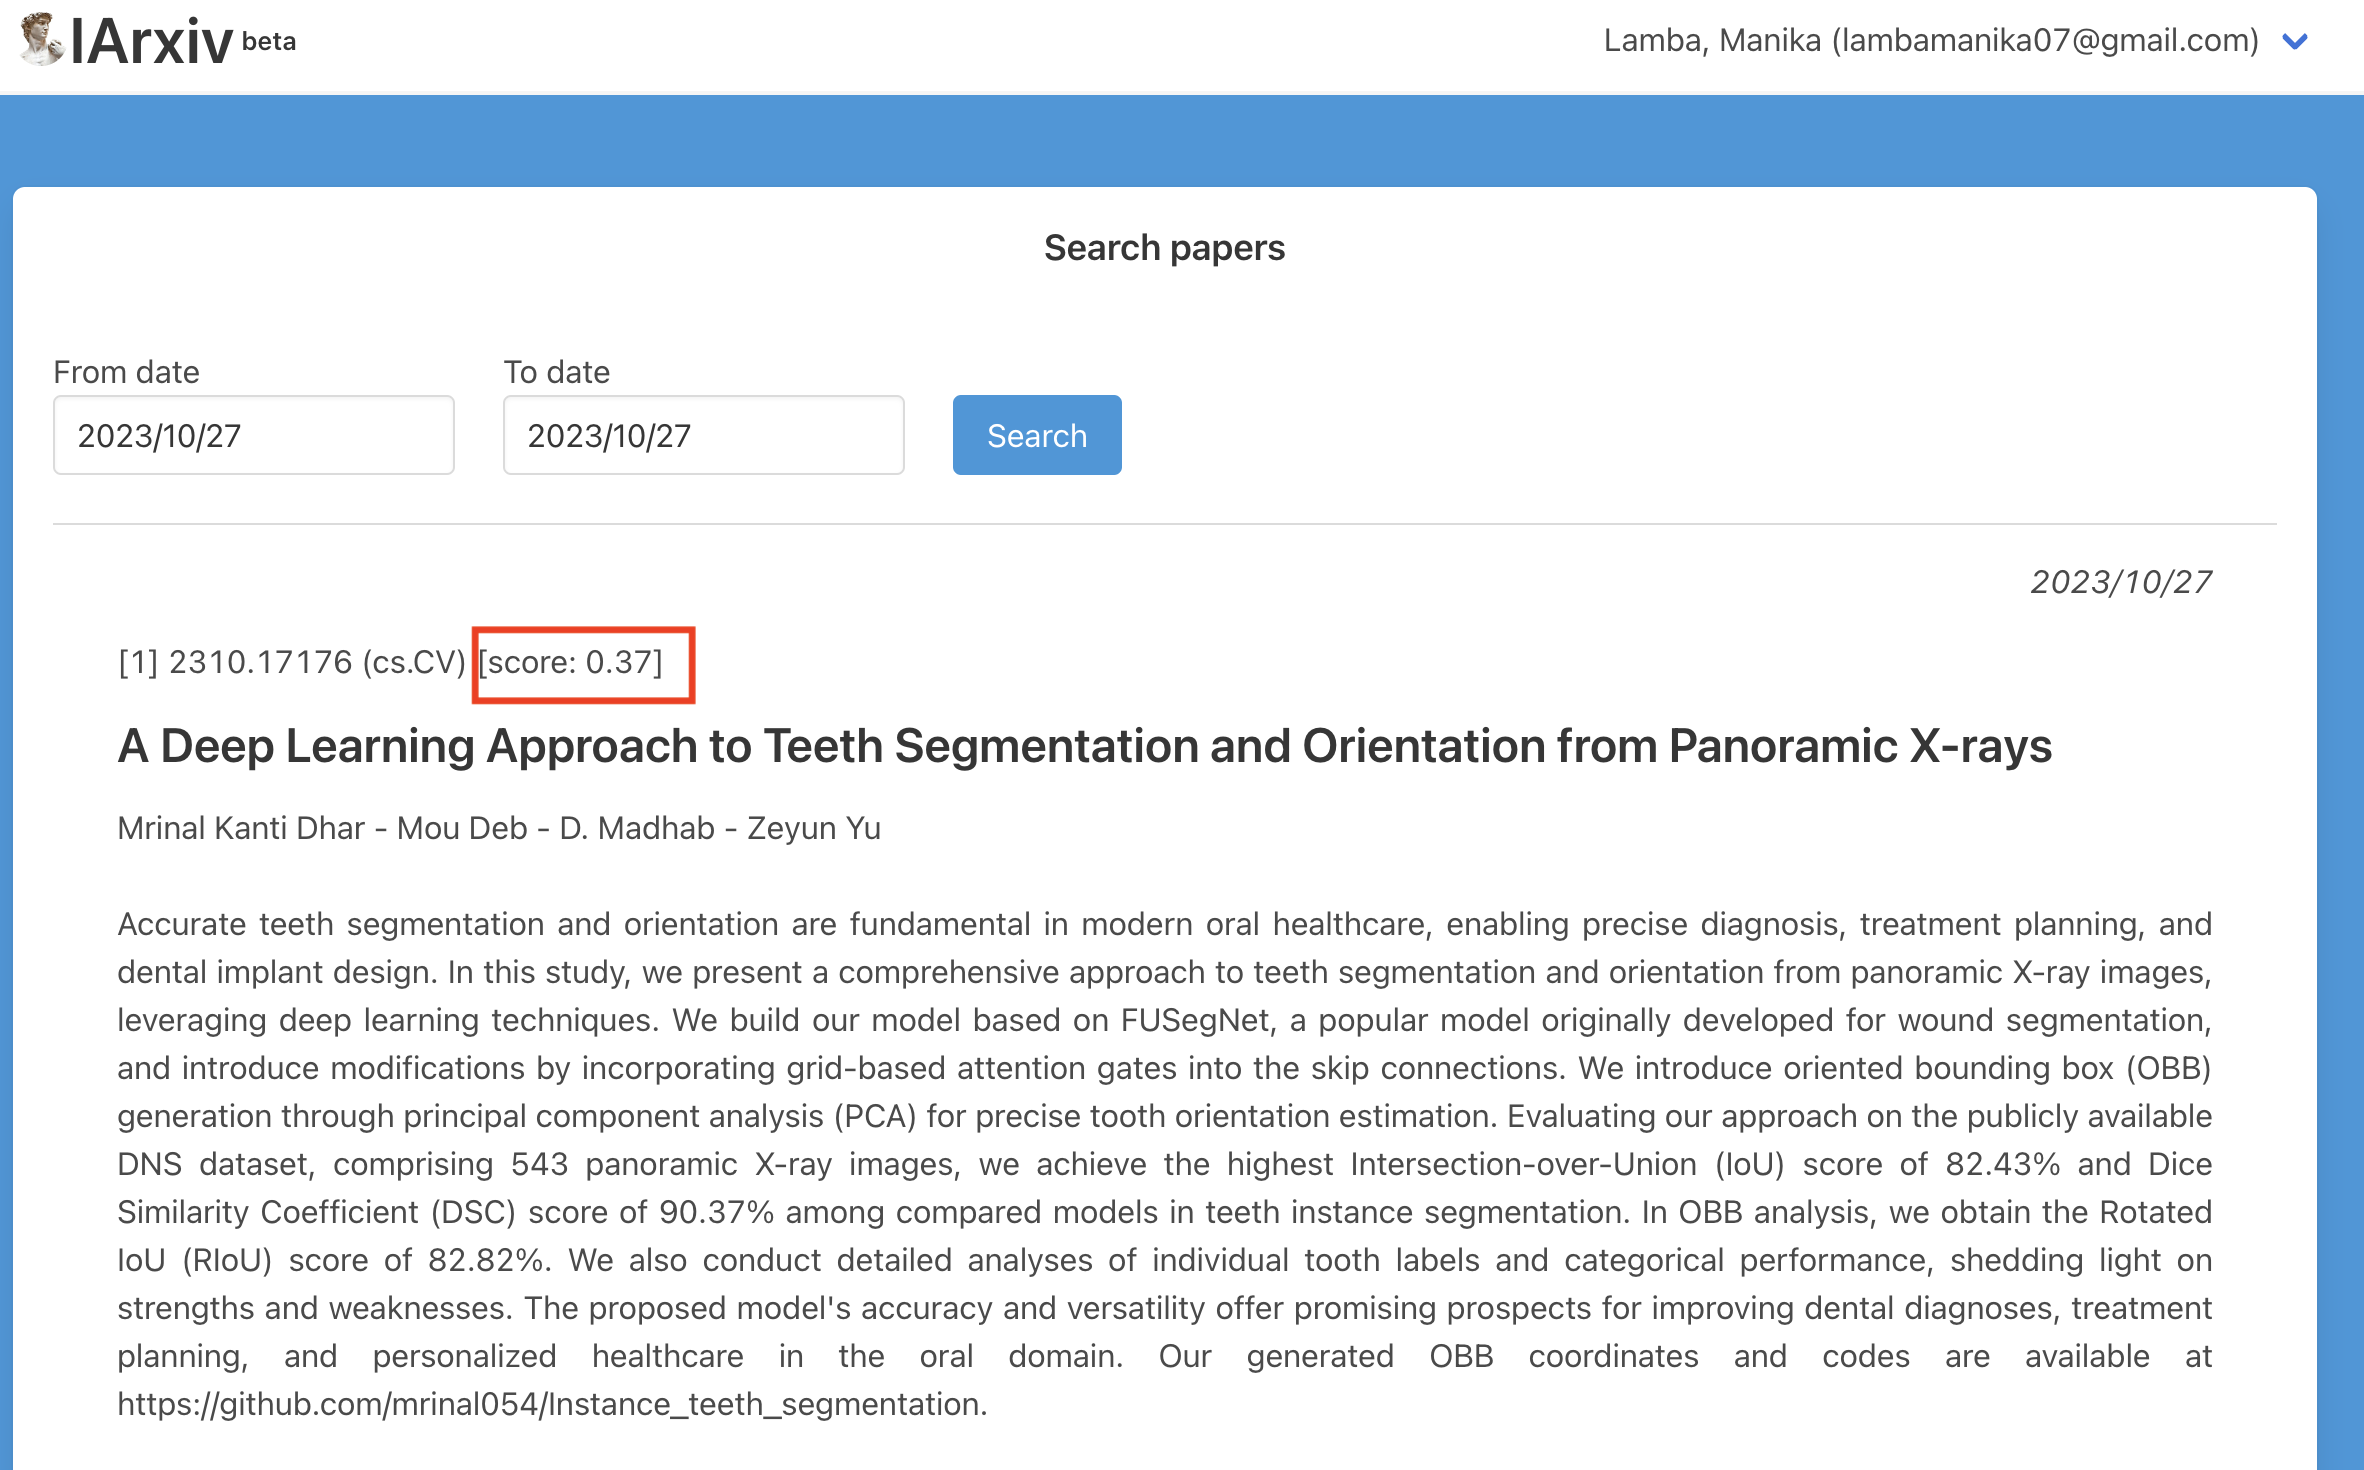 IArxiv beta
Lamba, Manika (lambamanika07@gmail.com)
Search papers
From date
To date
2023/10/27
2023/10/27
Search
2023/10/27
[1] 2310.17176 (cs.CV) [score: 0.37]
A Deep Learning Approach to Teeth Segmentation and Orientation from Panoramic X-rays
Mrinal Kanti Dhar - Mou Deb - D. Madhab - Zeyun Yu
Accurate teeth segmentation and orientation are fundamental in modern oral healthcare, enabling precise diagnosis, treatment planning, and
dental implant design. In this study, we present a comprehensive approach to teeth segmentation and orientation from panoramic X-ray images,
leveraging deep learning techniques. We build our model based on FUSegNet, a popular model originally developed for wound segmentation,
and introduce modifications by incorporating grid-based attention gates into the skip connections. We introduce oriented bounding box (OBB)
generation through principal component analysis (PCA) for precise tooth orientation estimation. Evaluating our approach on the publicly available
DNS dataset, comprising 543 panoramic X-ray images, we achieve the highest Intersection-over-Union (IoU) score of 82.43% and Dice
Similarity Coefficient (DSC) score of 90.37% among compared models in teeth instance segmentation. In OBB analysis, we obtain the Rotated
IoU (RIoU) score of 82.82%. We also conduct detailed analyses of individual tooth labels and categorical performance, shedding light on
strengths and weaknesses. The proposed model's accuracy and versatility offer promising prospects for improving dental diagnoses, treatment
planning, and personalized healthcare in the oral domain. Our generated OBB coordinates and codes are available at
https://github.com/mrinal054/Instance_teeth_segmentation.